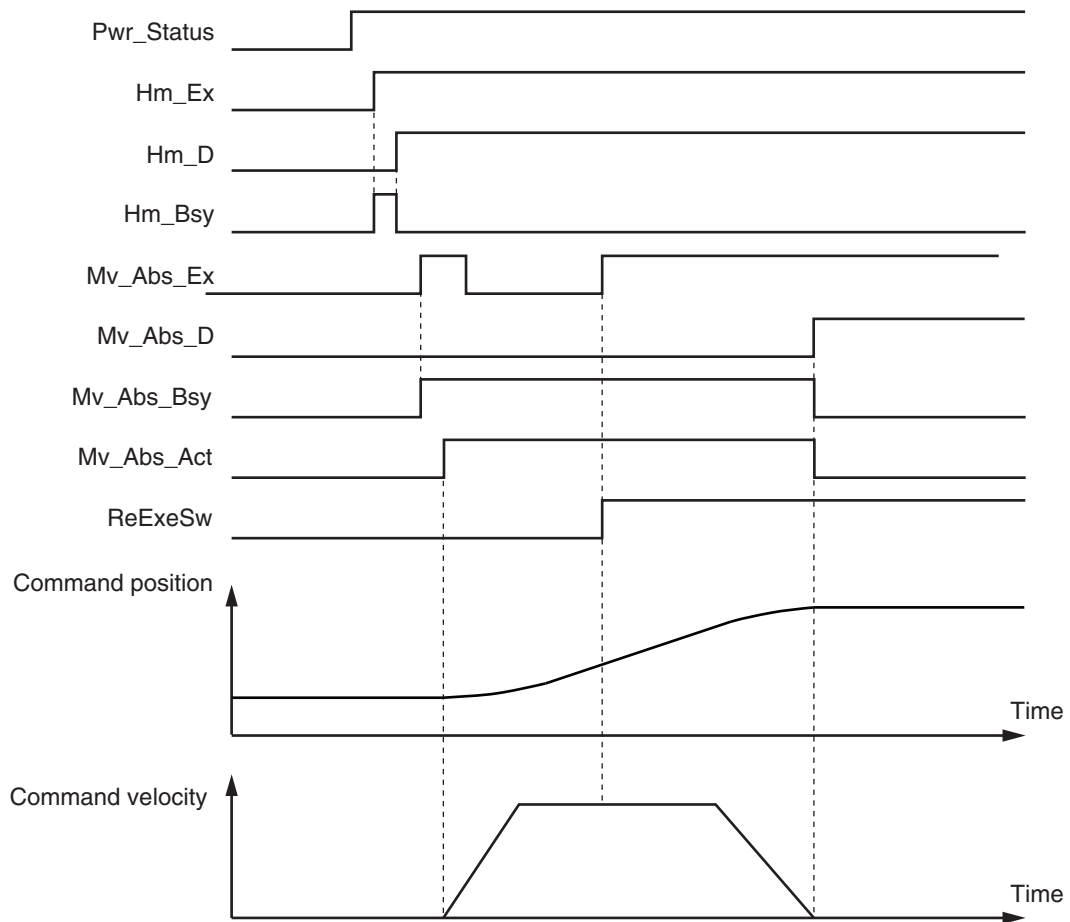 Pwr_Status
Hm_Ex
Hm_D
Hm_Bsy
Mv_Abs_Ex
Mv_Abs_D
Mv_Abs_Bsy
Mv_Abs_Act
ReExeSw
Command position
Time
Command velocity
Time